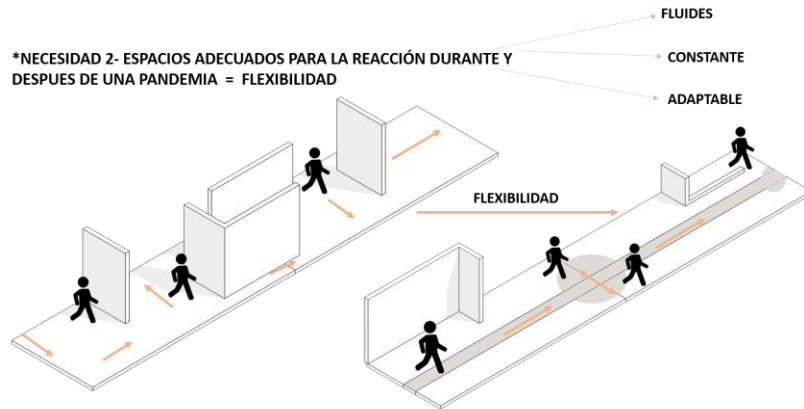 FLUIDES
*NECESIDAD 2- ESPACIOS ADECUADOS PARA LA REACCIÓN DURANTE Y
DESPUES DE UNA PANDEMIA = FLEXIBILIDAD
CONSTANTE
ADAPTABLE
FLEXIBILIDAD